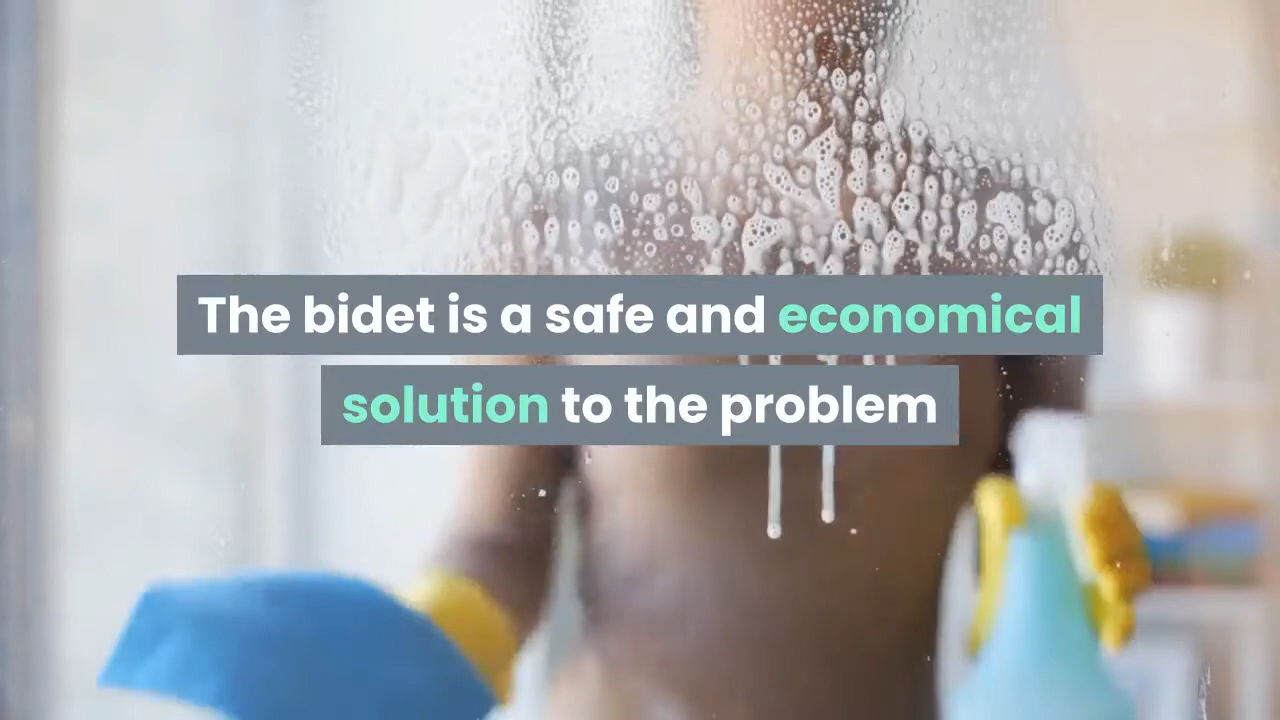 The bidet is a safe and economical
solution to the problem